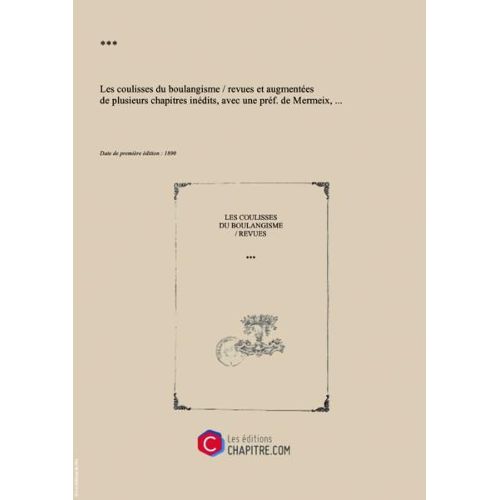 ***
Les coulisses du boulangisme / revues et augmentées
de plusieurs chapitres inédits, avec une préf. de Mermeix, ...
Date de première édition : 1890
LES COULISSES
DU BOULANGISME
/ REVUES
***
C
Les éditions
CHAPITRE.COM